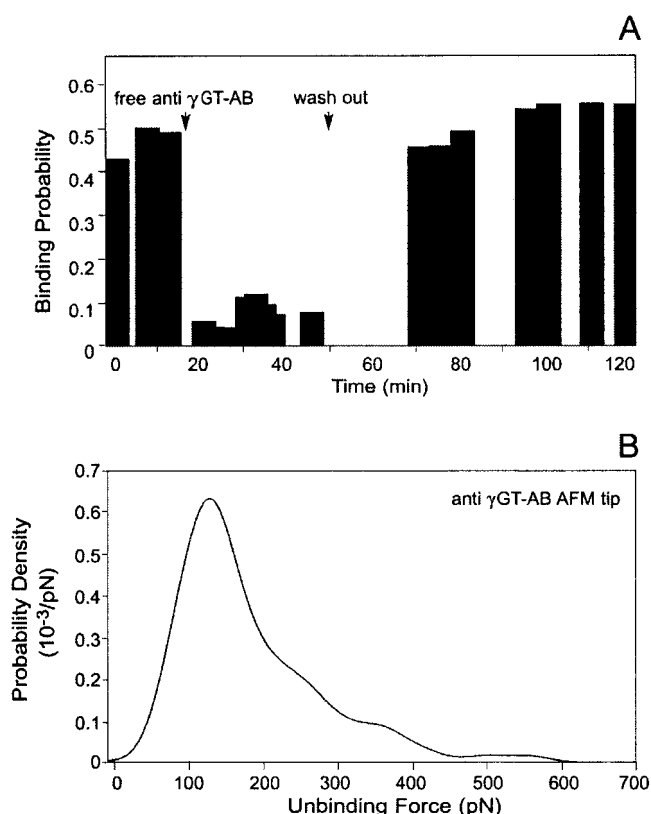 A
free anti γGT-AB
wash out
0.6
0.5
0.4
0.3
0.2
0.1
0
Binding Probability
0 20 40 60 80 100 120
Time (min)
B
anti γGT-AB AFM tip
0.7
0.6
0.5
0.4
0.3
0.2
0.1
0
Probability Density
(10⁻³/pN)
0 100 200 300 400 500 600 700
Unbinding Force (pN)